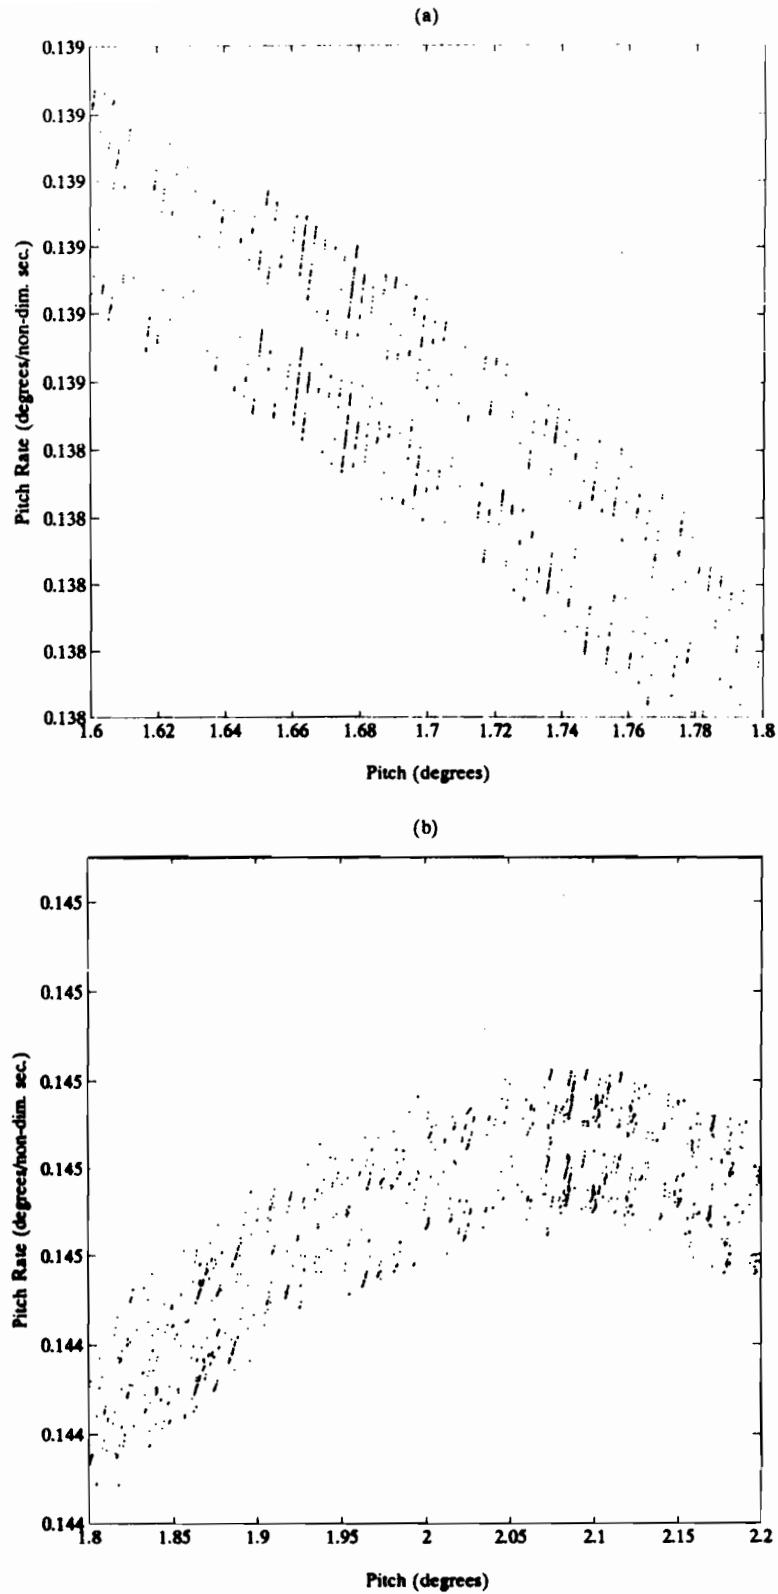 (a)
0.139
0.139
0.139
0.139
0.139
0.139
0.138
0.138
0.138
0.138
0.138
Pitch Rate (degrees/non-dim. sec.)
1.6 1.62 1.64 1.66 1.68 1.7 1.72 1.74 1.76 1.78 1.8
Pitch (degrees)
(b)
0.145
0.145
0.145
0.145
0.145
0.144
0.144
0.144
Pitch Rate (degrees/non-dim. sec.)
1.8 1.85 1.9 1.95 2 2.05 2.1 2.15 2.2
Pitch (degrees)